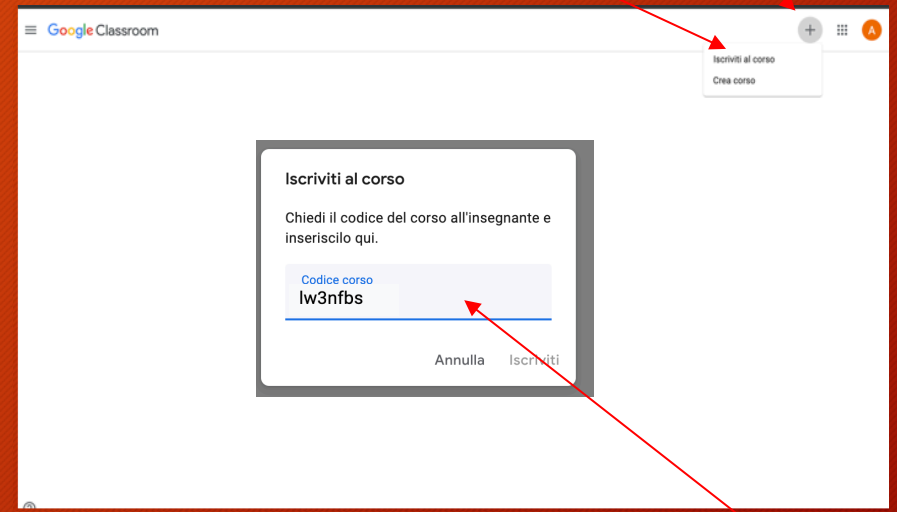 Google Classroom
+
A
Iscriviti al corso
Crea corso
Iscriviti al corso
Chiedi il codice del corso all'insegnante e
inseriscilo qui.
Codice corso
lw3nfbs
Annulla Iscriviti
?